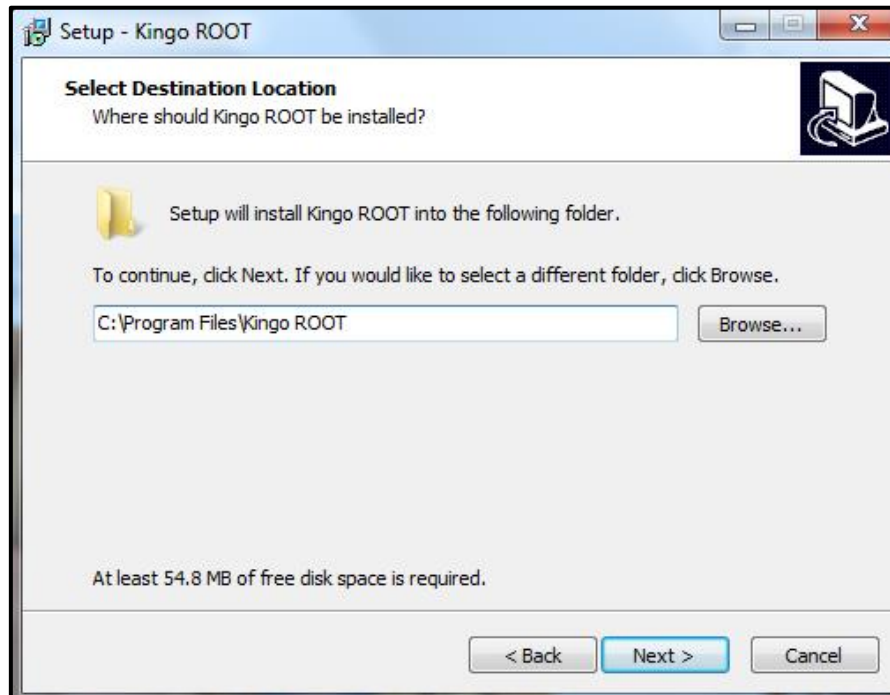 Setup - Kingo ROOT
Select Destination Location
Where should Kingo ROOT be installed?
Setup will install Kingo ROOT into the following folder.
To continue, click Next. If you would like to select a different folder, click Browse.
C:\Program Files\Kingo ROOT
Browse...
At least 54.8 MB of free disk space is required.
< Back
Next >
Cancel